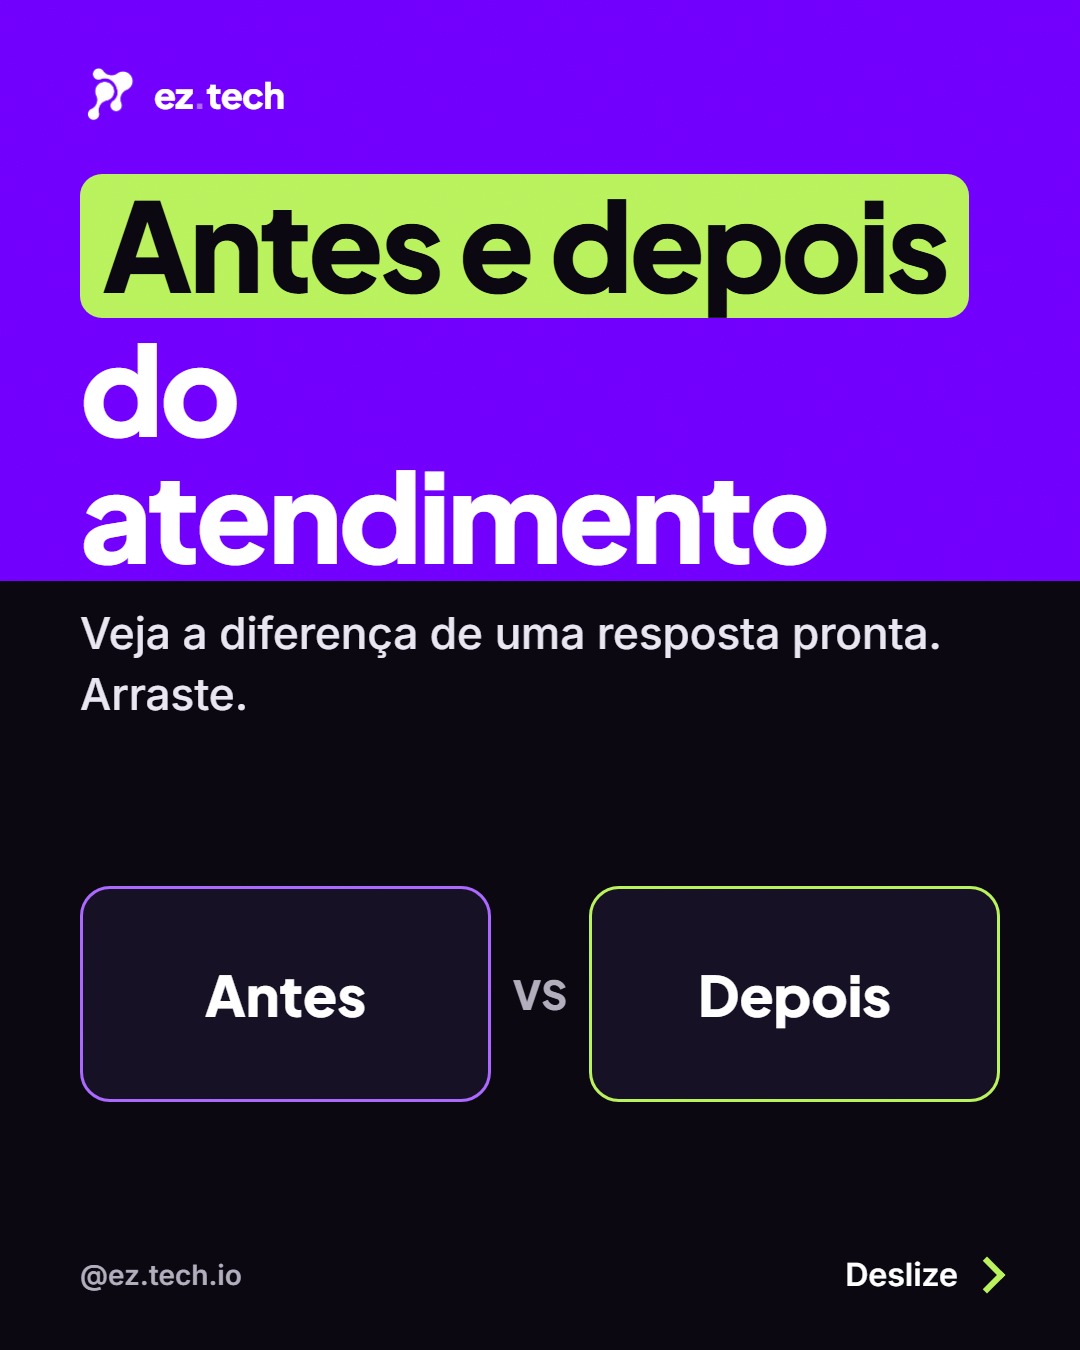 ez.tech
Antes e depois
do
atendimento
Veja a diferença de uma resposta pronta.
Arraste.
Antes
VS
Depois
@ez.tech.io
Deslize